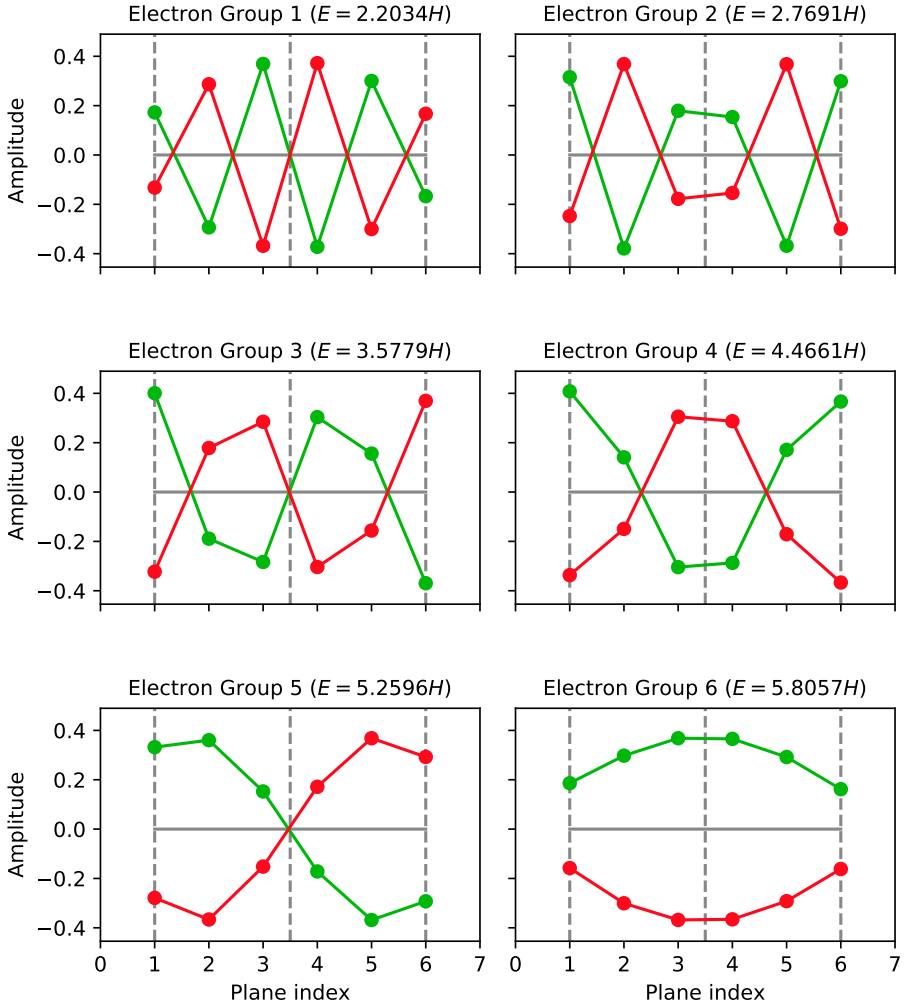 Electron Group 1 (E = 2.2034H)
Electron Group 2 (E = 2.7691H)
0.4
0.2
0.0
−0.2
−0.4
Amplitude
Electron Group 3 (E = 3.5779H)
Electron Group 4 (E = 4.4661H)
0.4
0.2
0.0
−0.2
−0.4
Amplitude
Electron Group 5 (E = 5.2596H)
Electron Group 6 (E = 5.8057H)
0.4
0.2
0.0
−0.2
−0.4
Amplitude
0 1 2 3 4 5 6 7
0 1 2 3 4 5 6 7
Plane index
Plane index